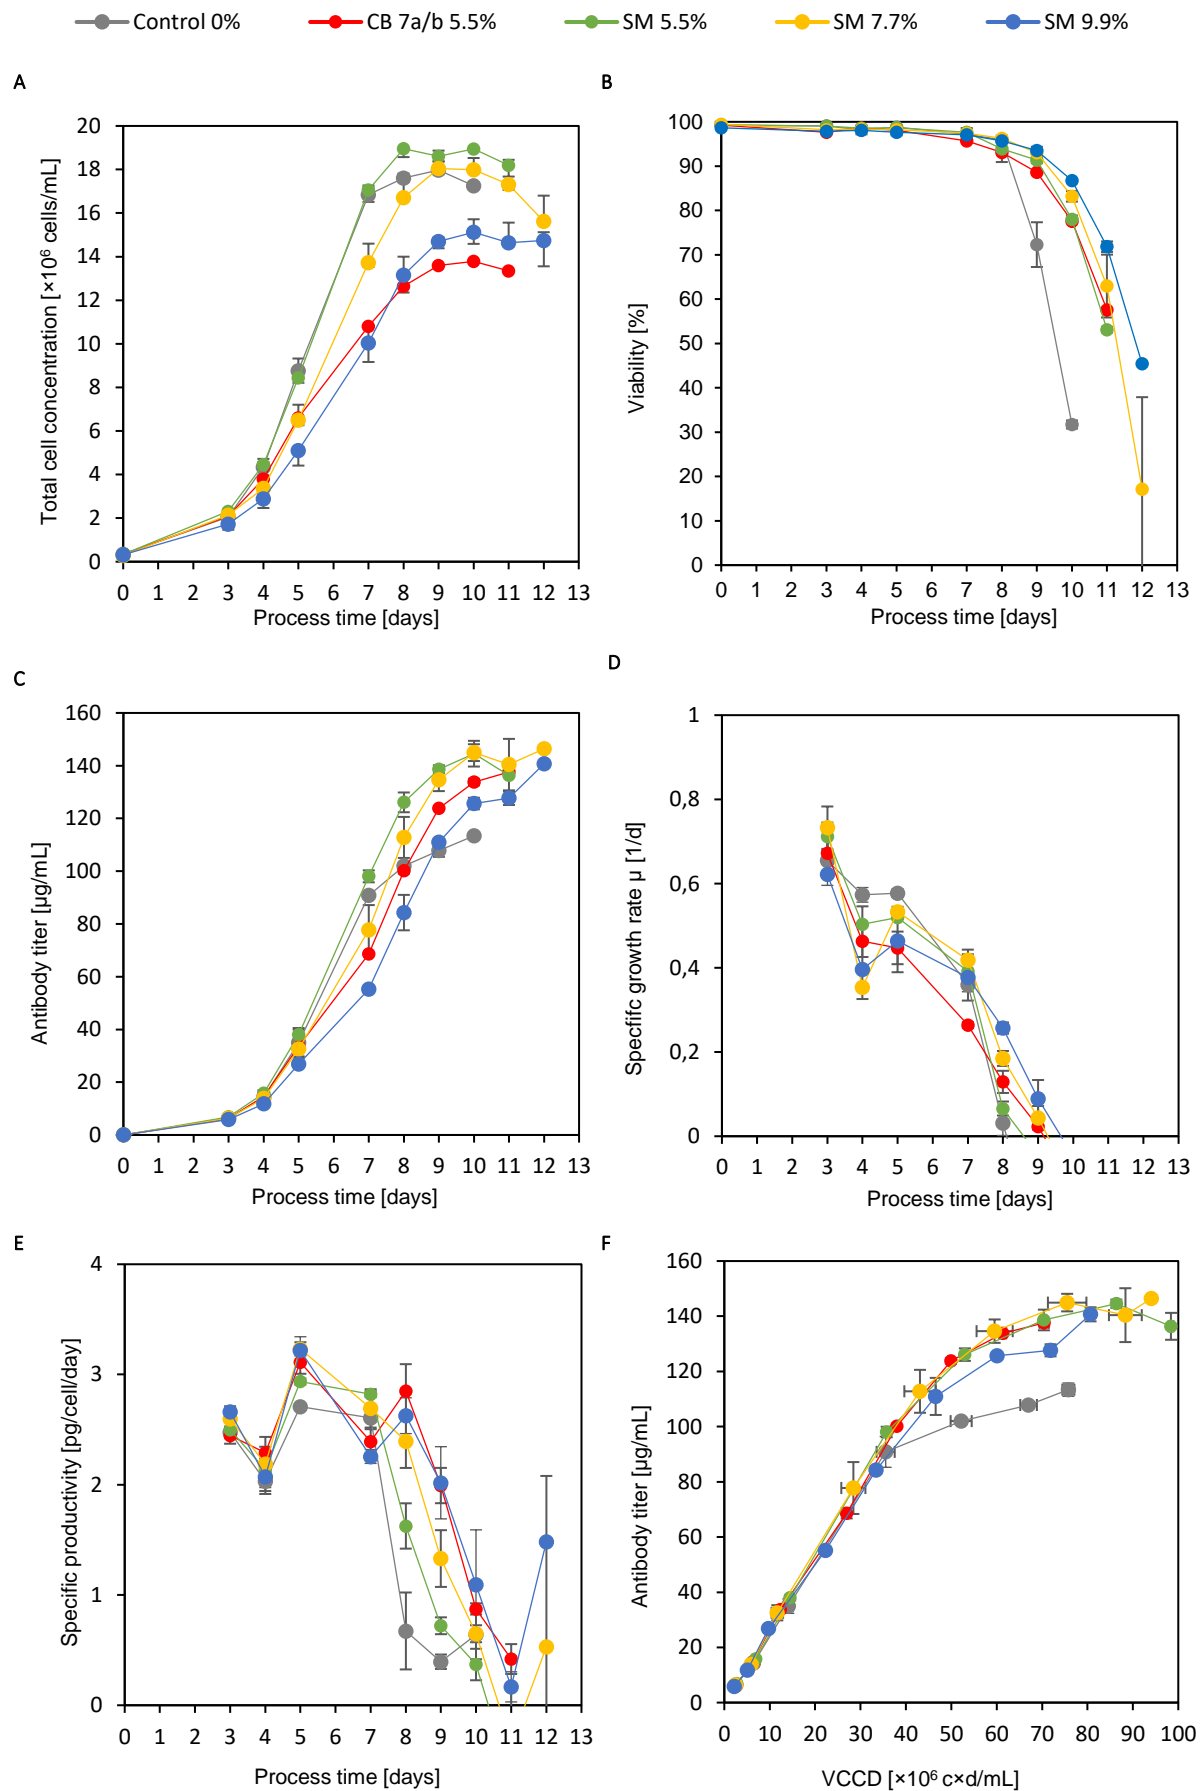 Control 0% CB 7a/b 5.5% SM 5.5% SM 7.7% SM 9.9%
A
Total cell concentration [×10⁶ cells/mL]
20
18
16
14
12
10
8
6
4
2
0
0 1 2 3 4 5 6 7 8 9 10 11 12 13
Process time [days]
B
Viability [%]
100
90
80
70
60
50
40
30
20
10
0
0 1 2 3 4 5 6 7 8 9 10 11 12 13
Process time [days]
C
Antibody titer [µg/mL]
160
140
120
100
80
60
40
20
0
0 1 2 3 4 5 6 7 8 9 10 11 12 13
Process time [days]
D
Specfifc growth rate µ [1/d]
1
0,8
0,6
0,4
0,2
0
0 1 2 3 4 5 6 7 8 9 10 11 12 13
Process time [days]
E
Specific productivity [pg/cell/day]
4
3
2
1
0
0 1 2 3 4 5 6 7 8 9 10 11 12 13
Process time [days]
F
Antibody titer [µg/mL]
160
140
120
100
80
60
40
20
0
0 10 20 30 40 50 60 70 80 90 100
VCCD [×10⁶ c×d/mL]